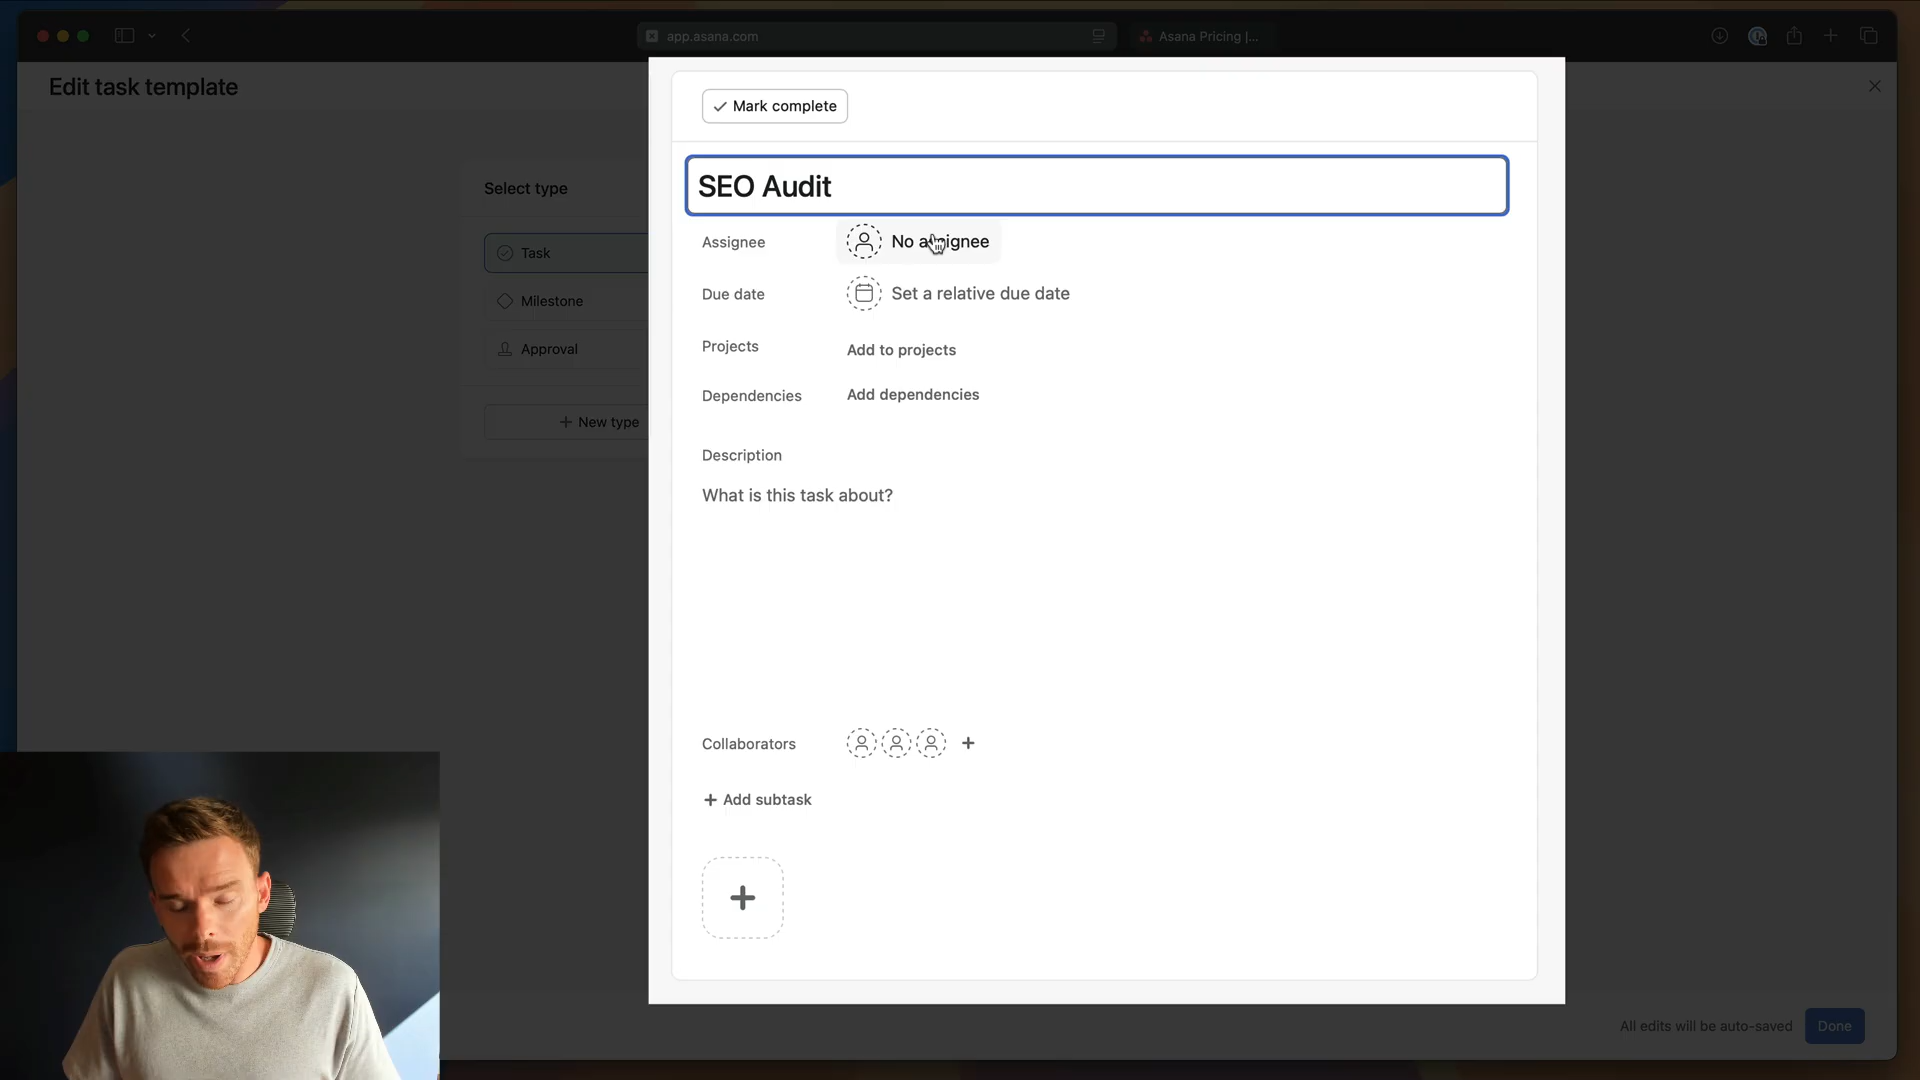 app.asana.com
Asana Pricing |...
Edit task template
Mark complete
Select type
SEO Audit
Task
Assignee
No assignee
Milestone
Due date
Set a relative due date
Approval
Projects
Add to projects
Dependencies
Add dependencies
+ New type
Description
What is this task about?
Collaborators
+
+ Add subtask
+
All edits will be auto-saved
Done